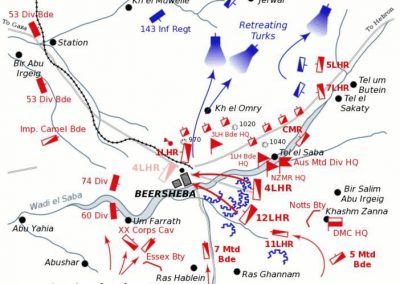 53 Div Bde
To Gaza
Station
Bir Abu
Irgeig
53 Div
Bde
Imp. Camel Bde
Kh el Muweile
143 Inf Regt
Jerwal
Retreating
Turks
To Hebron
5LHR
7LHR
Tel um
Butein
Tel el
Sakaty
Kh el Omry
970
1020
1040
1LHR
3LH Bde HQ
CMR
Tel el Saba
1LH Bde
HQ
Aus Mtd Div HQ
NZMR HQ
4LHR
BEERSHEBA
4LHR
12LHR
11LHR
Wadi el Saba
74 Div
60 Div
Abu Yahia
Umr Farrath
XX Corps Cav
Essex Bty
Abushar
Ras Hablein
7 Mtd
Bde
Ras Ghannam
Bir Salim
Abu Irgeig
Notts Bty
Khashm Zanna
DMC HQ
5 Mtd
Bde